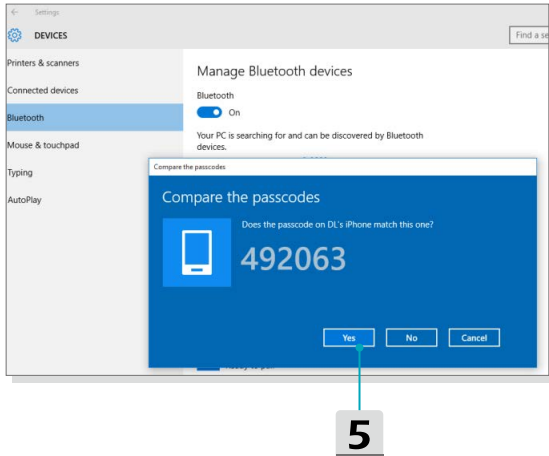 Settings
DEVICES
Find a se
Printers & scanners
Connected devices
Bluetooth
Mouse & touchpad
Typing
AutoPlay
Manage Bluetooth devices
Bluetooth
On
Your PC is searching for and can be discovered by Bluetooth
devices.
Compare the passcodes
Compare the passcodes
Does the passcode on DL's iPhone match this one?
492063
Yes
No
Cancel
5